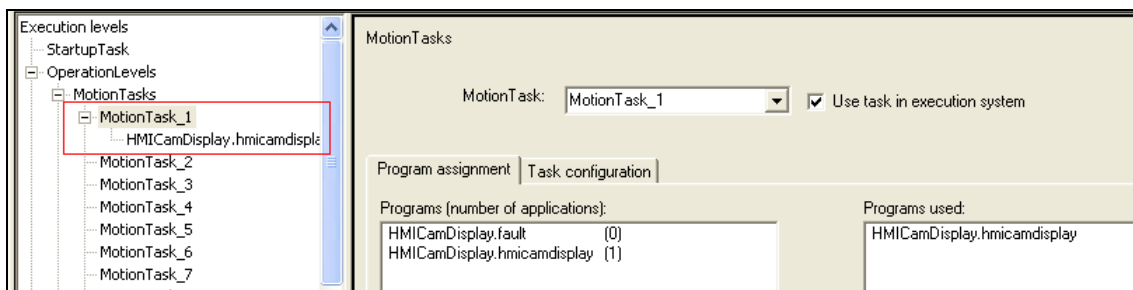 Execution levels
StartupTask
OperationLevels
MotionTasks
MotionTask_1
HMICamDisplay.hmicamdispla
MotionTask_2
MotionTask_3
MotionTask_4
MotionTask_5
MotionTask_6
MotionTask_7
MotionTasks
MotionTask: MotionTask_1 Use task in execution system
Program assignment Task configuration
Programs (number of applications): Programs used:
HMICamDisplay.fault (0) HMICamDisplay.hmicamdisplay
HMICamDisplay.hmicamdisplay (1)